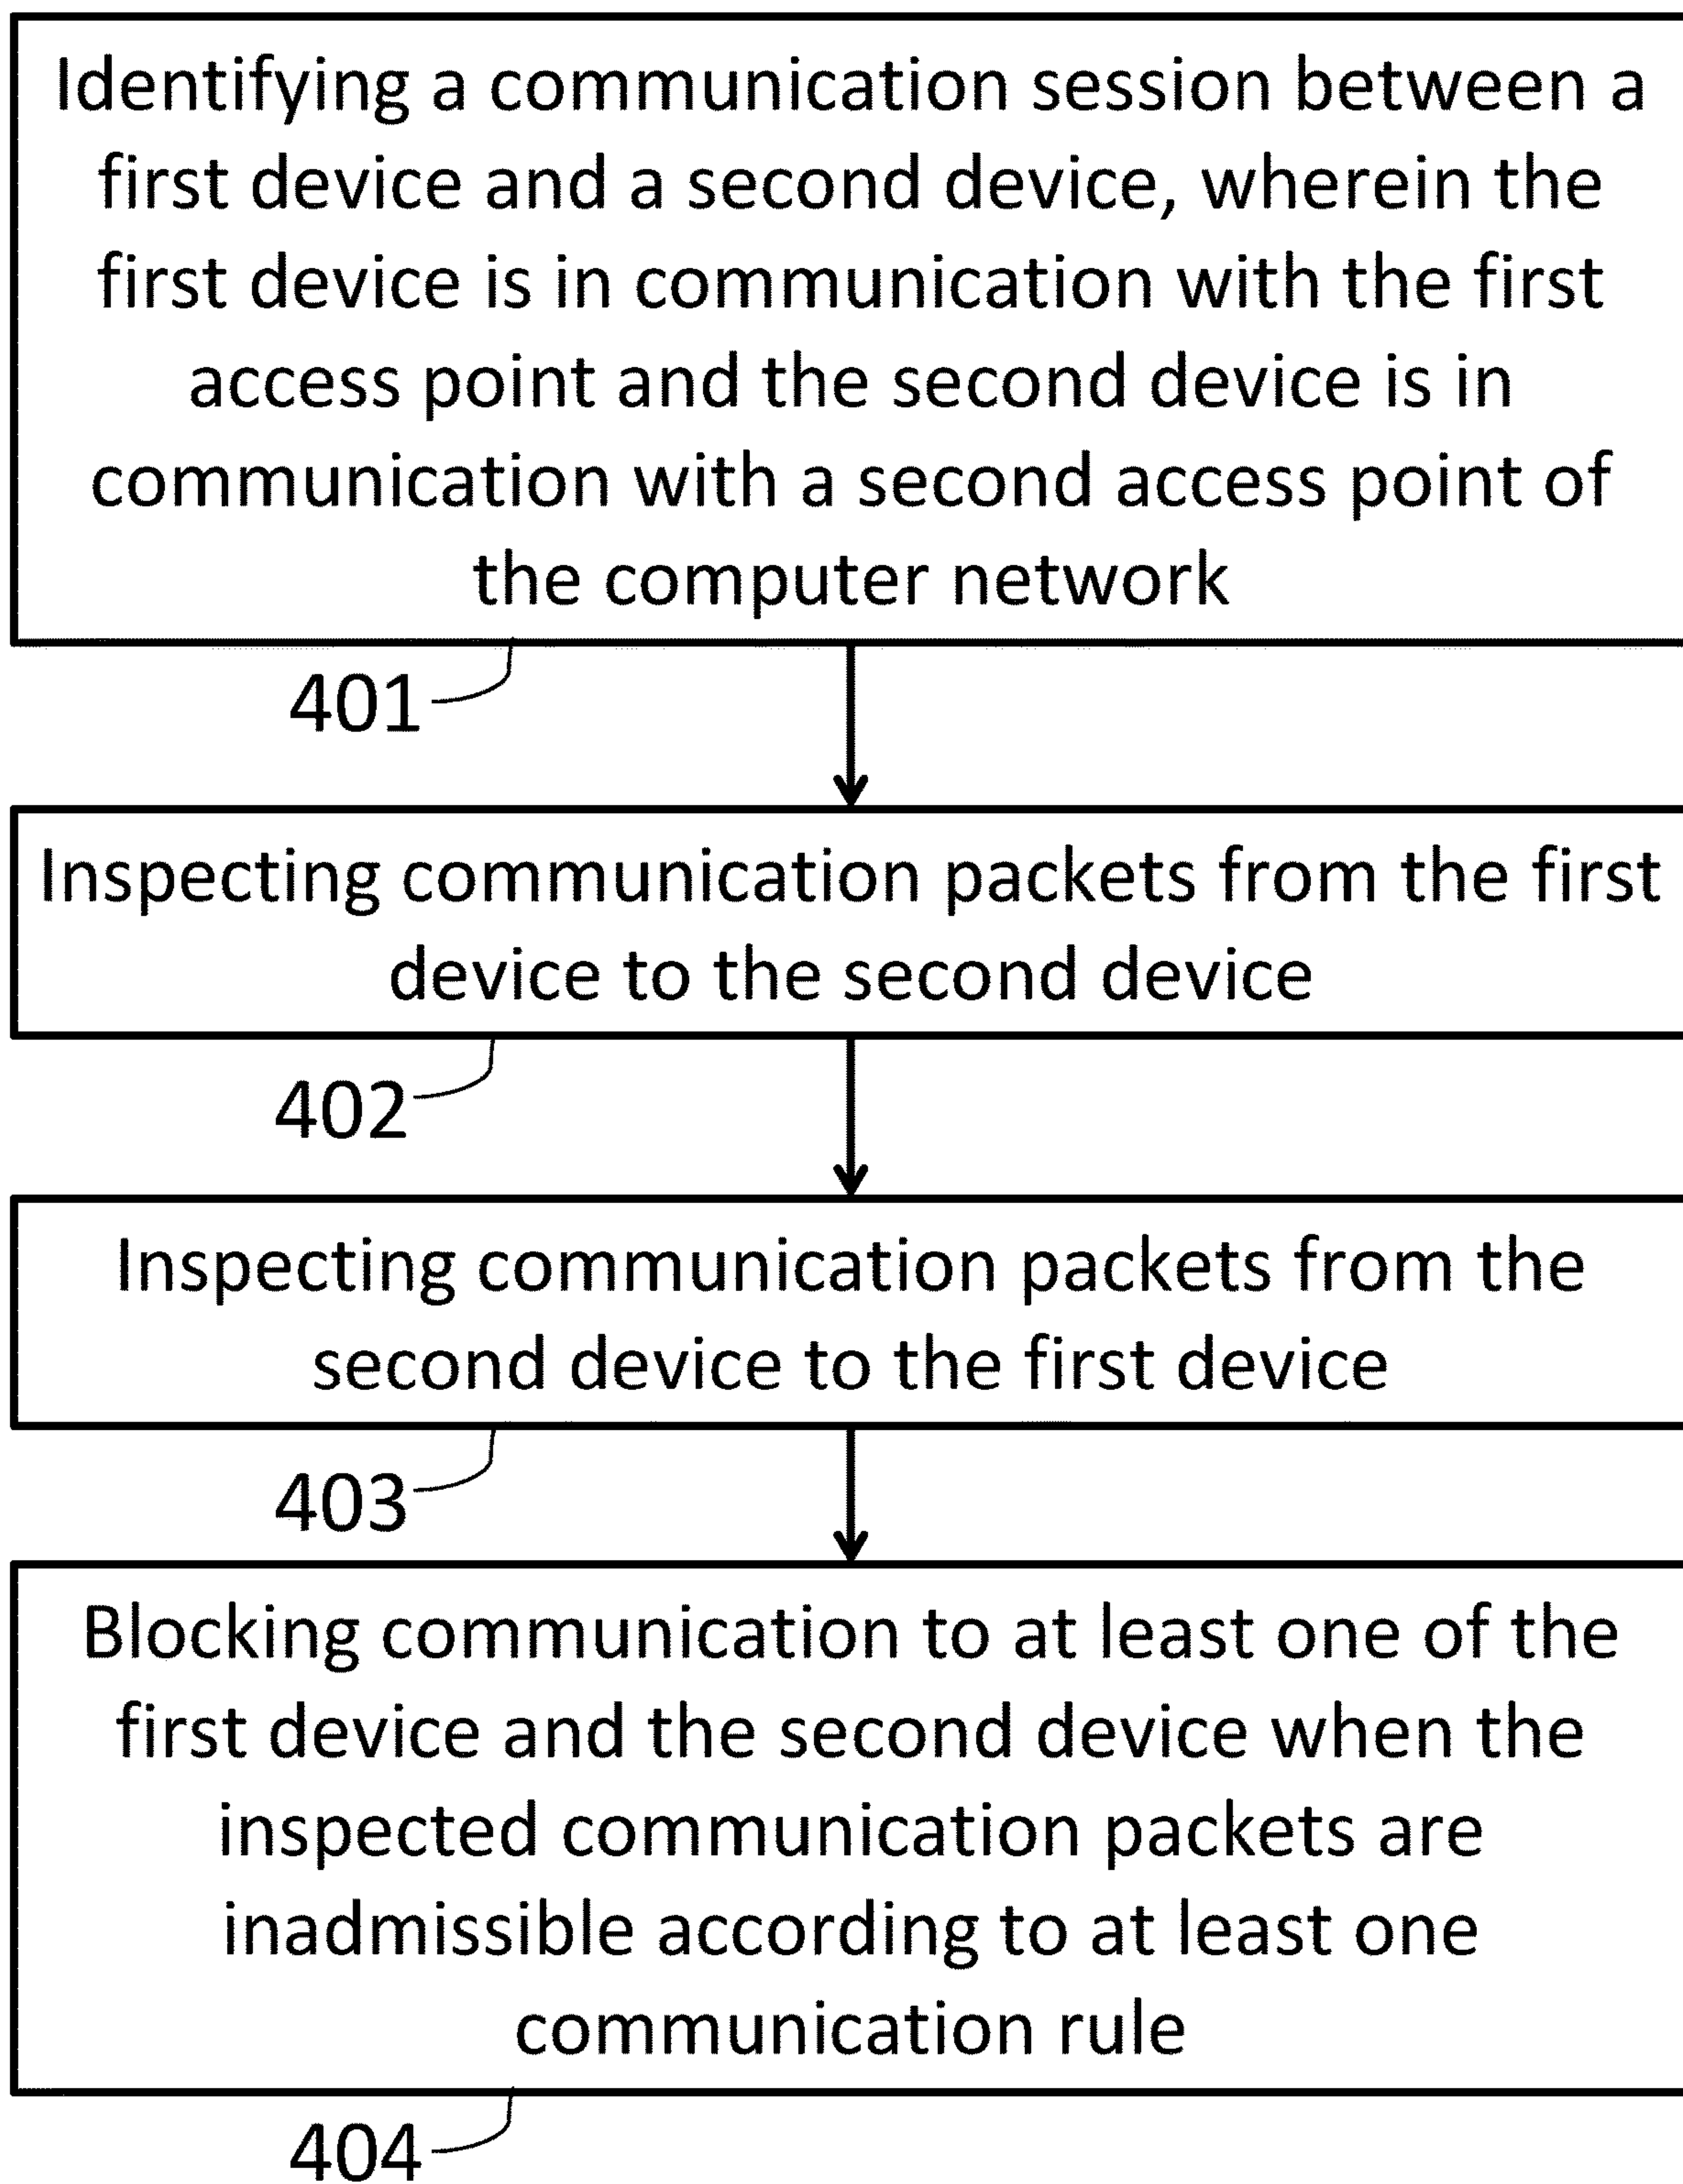 Identifying a communication session between a
first device and a second device, wherein the
first device is in communication with the first
access point and the second device is in
communication with a second access point of
the computer network
401
Inspecting communication packets from the first
device to the second device
402
Inspecting communication packets from the
second device to the first device
403
Blocking communication to at least one of the
first device and the second device when the
inspected communication packets are
inadmissible according to at least one
communication rule
404